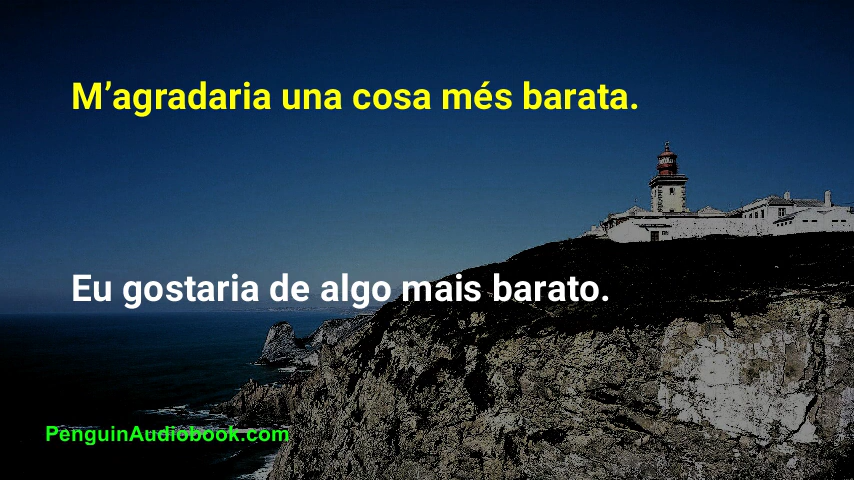 M’agradaria una cosa més barata.
Eu gostaria de algo mais barato.
PenguinAudiobook.com